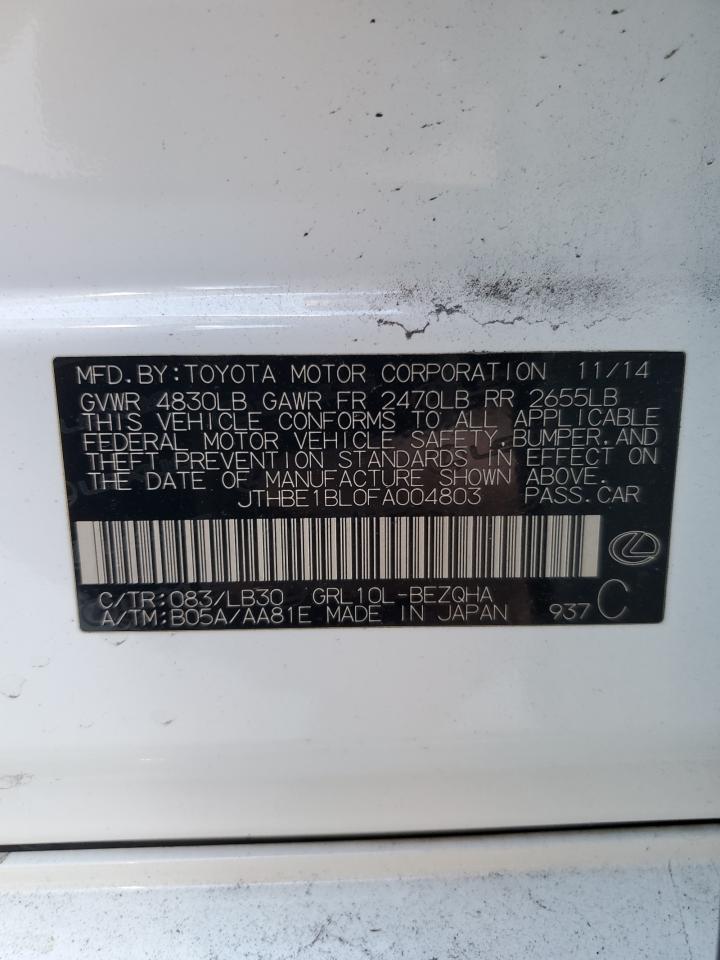 MFD.BY:TOYOTA MOTOR CORPORATION 11/14
GVWR 4830LB GAWR FR 2470LB RR 2655LB
THIS VEHICLE CONFORMS TO ALL APPLICABLE
FEDERAL MOTOR VEHICLE SAFETY,BUMPER,AND
THEFT PREVENTION STANDARDS IN EFFECT ON
THE DATE OF MANUFACTURE SHOWN ABOVE.
JTHBE1BL0FA004803 PASS.CAR
C/TR:083/LB30 GRL10L-BEZQHA
A/TM:B05A/AA81E MADE IN JAPAN 937 C